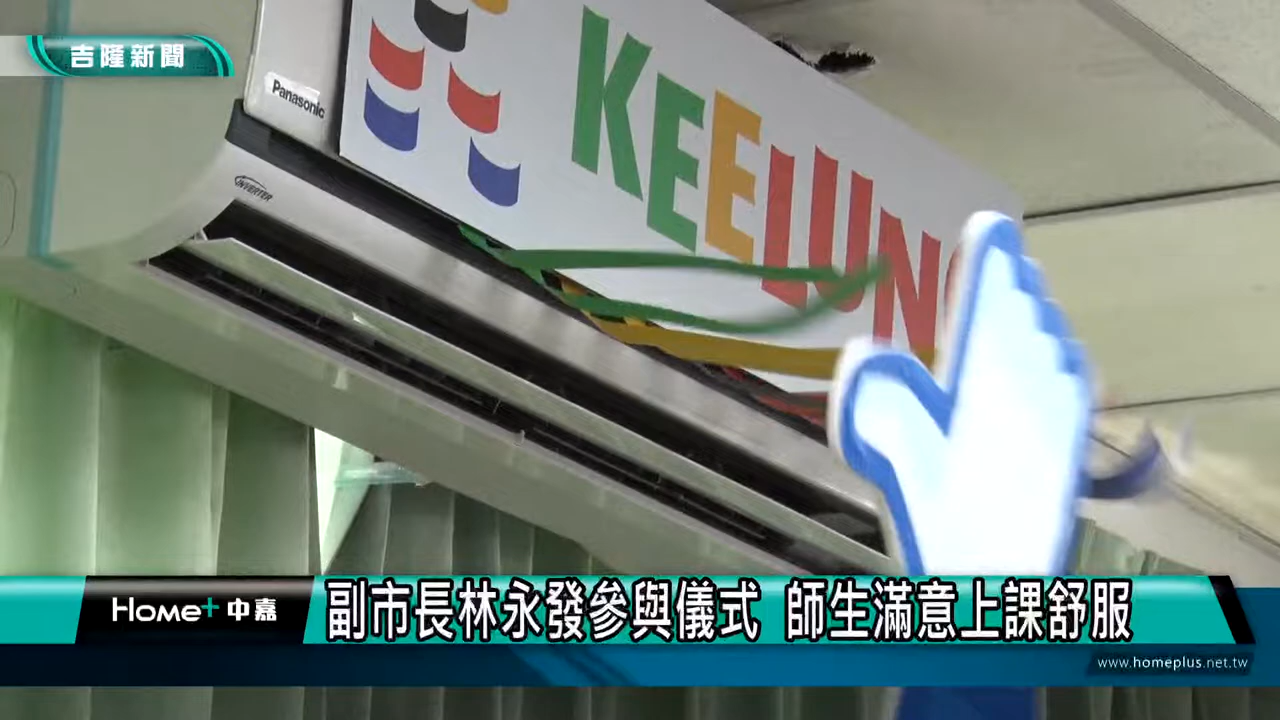 吉隆新聞
Panasonic
INVERTER
KEELUNG
Home+ 中嘉
副市長林永發參與儀式 師生滿意上課舒服
www.homeplus.net.tw